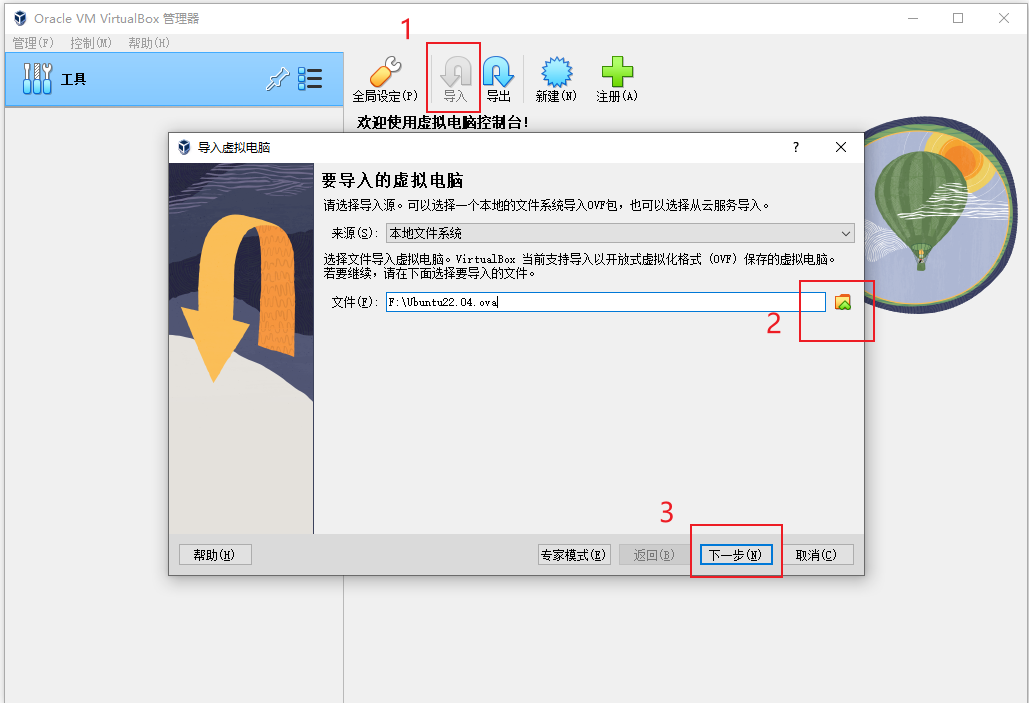 Oracle VM VirtualBox 管理器
管理(F) 控制(M) 帮助(H)
1
工具
全局设定(P) 导入 导出 新建(N) 注册(A)
欢迎使用虚拟电脑控制台!
导入虚拟电脑
?
要导入的虚拟电脑
请选择导入源。可以选择一个本地的文件系统导入OVF包，也可以选择从云服务导入。
来源(S): 本地文件系统
选择文件导入虚拟电脑。VirtualBox 当前支持导入以开放式虚拟化格式（OVF）保存的虚拟电脑。
若要继续，请在下面选择要导入的文件。
文件(F): F:\Ubuntu22.04.ova
2
3
帮助(H) 专家模式(E) 返回(B) 下一步(N) 取消(C)